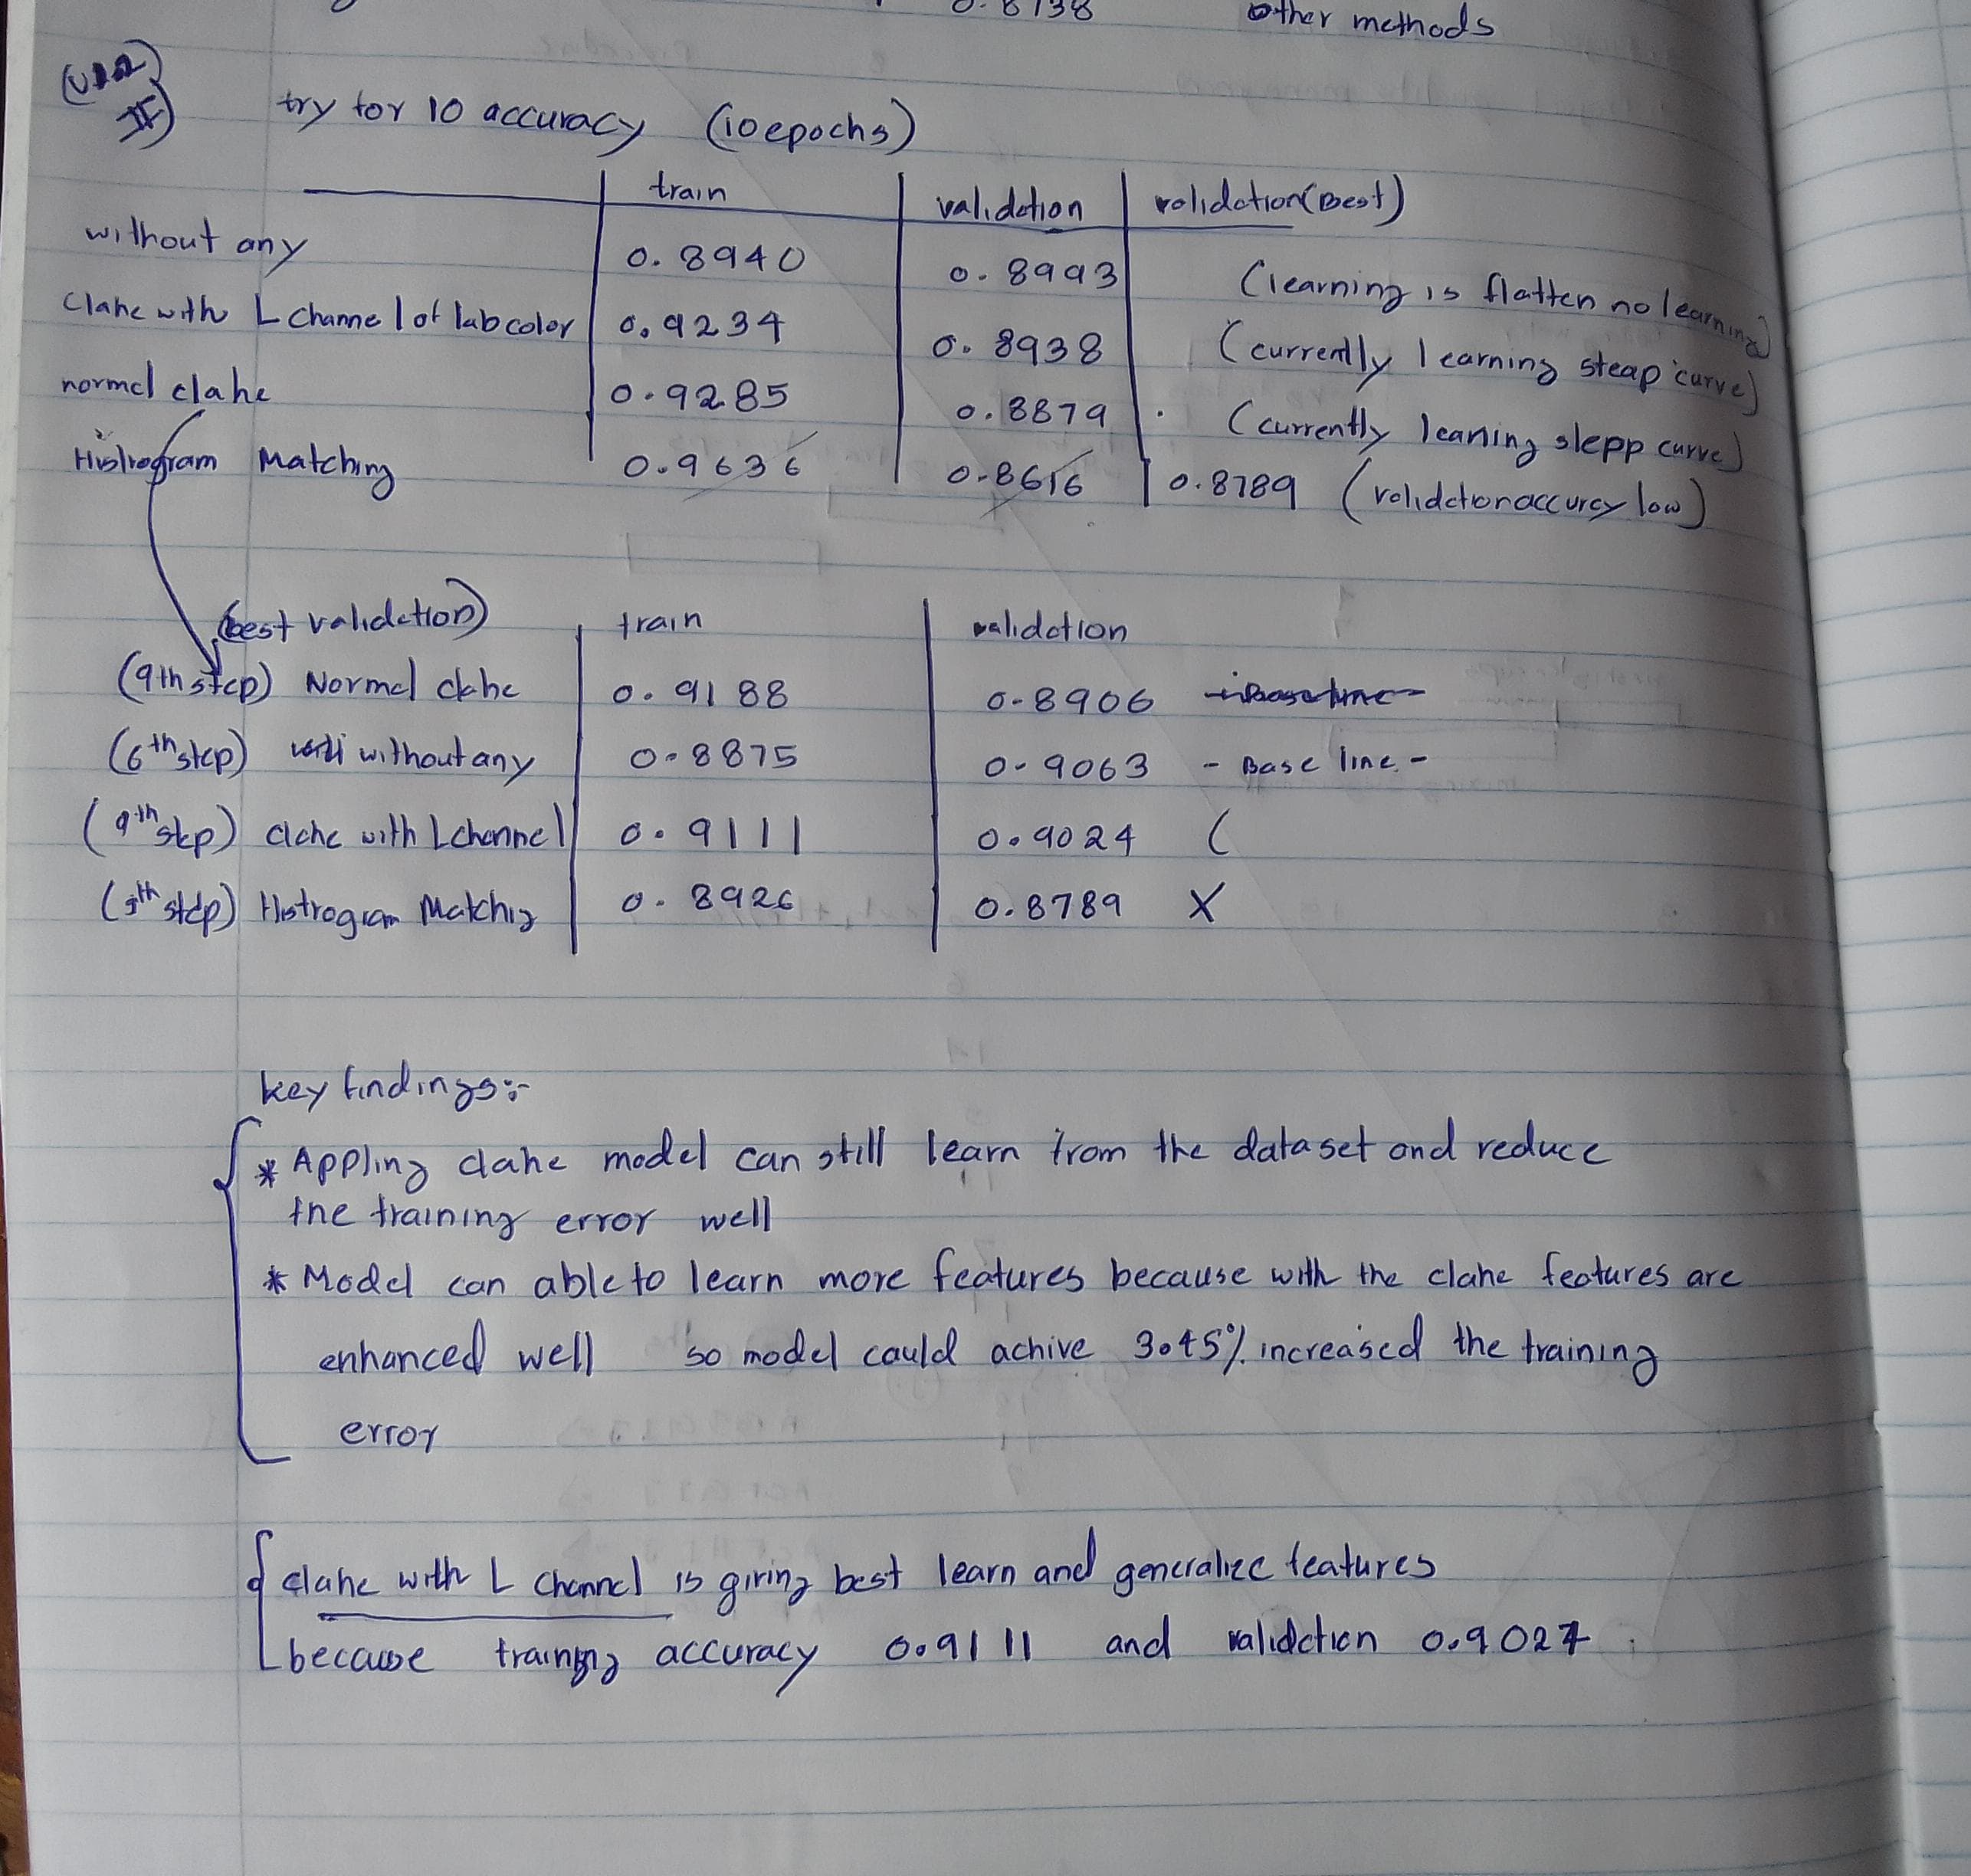 0.8738 other methods
II)
try for 10 accuracy (10 epochs)
train validation validation(Best)
without any 0.8940 0.8993 (learning is flatten no learning)
Clahe with L channel of lab color 0.9234 0.8938 (currently learning steap curve)
normal clahe 0.9285 0.8879 (currently leaning slepp curve)
Histrogram Matching 0.9636 0.8616 0.8789 (validation accurcy low)
(best validation) train validation
(9th step) Normal clahe 0.9188 0.8906 - Baseline -
(6th step) without any 0.8875 0.9063 - Base line -
(9th step) clahe with L channel 0.9111 0.9024 (
step) Histrogram Matchig 0.8926 0.8789 X
key findings:-
* Appling clahe model can still learn from the dataset and reduce
the training error well
* Model can able to learn more features because with the clahe features are
enhanced well so model could achive 3.45% increased the training
error
clahe with L channel is giving best learn and generalize features
because training accuracy 0.9111 and validation 0.9024